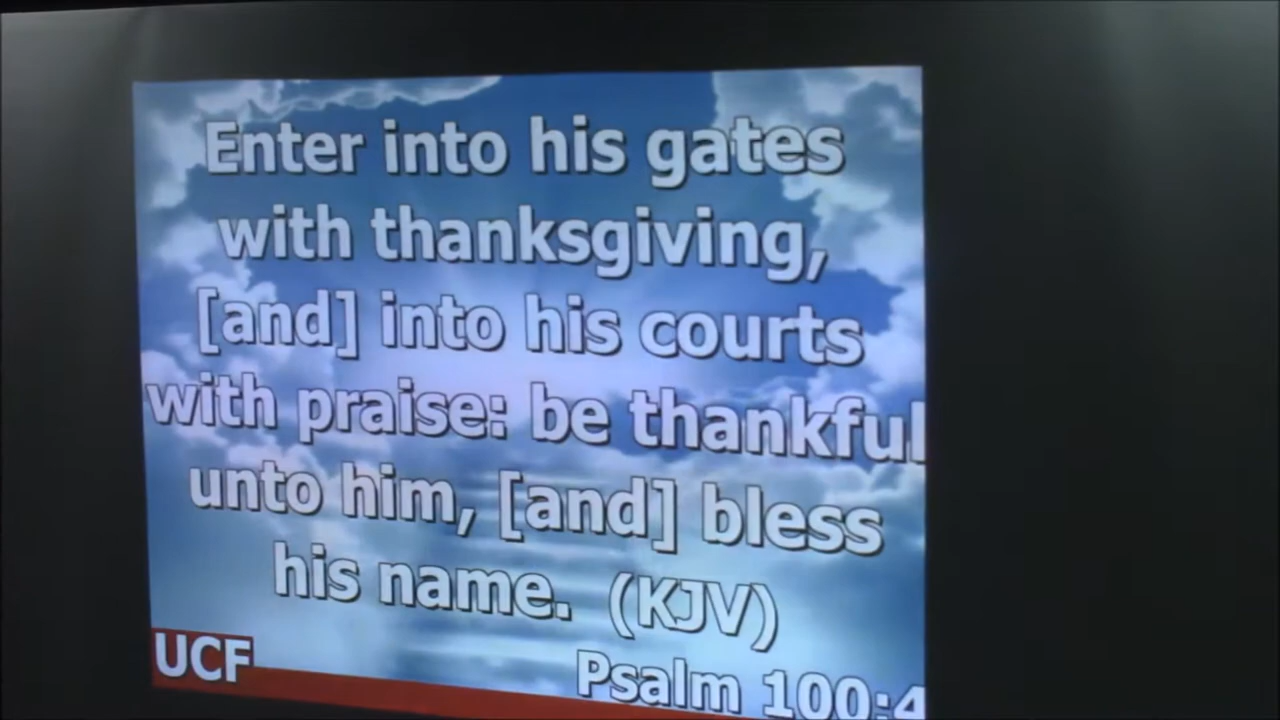 Enter into his gates
with thanksgiving,
[and] into his courts
with praise: be thankful
unto him, [and] bless
his name. (KJV)
UCF
Psalm 100:4